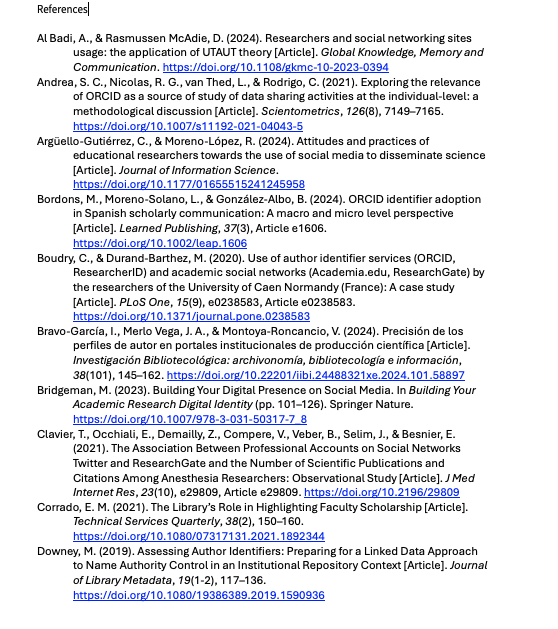 References
Al Badi, A., & Rasmussen McAdie, D. (2024). Researchers and social networking sites
usage: the application of UTAUT theory [Article]. Global Knowledge, Memory and
Communication. https://doi.org/10.1108/gkmc-10-2023-0394
Andrea, S. C., Nicolas, R. G., van Thed, L., & Rodrigo, C. (2021). Exploring the relevance
of ORCID as a source of study of data sharing activities at the individual-level: a
methodological discussion [Article]. Scientometrics, 126(8), 7149–7165.
https://doi.org/10.1007/s11192-021-04043-5
Argüello-Gutiérrez, C., & Moreno-López, R. (2024). Attitudes and practices of
educational researchers towards the use of social media to disseminate science
[Article]. Journal of Information Science.
https://doi.org/10.1177/01655515241245958
Bordons, M., Moreno-Solano, L., & González-Albo, B. (2024). ORCID identifier adoption
in Spanish scholarly communication: A macro and micro level perspective
[Article]. Learned Publishing, 37(3), Article e1606.
https://doi.org/10.1002/leap.1606
Boudry, C., & Durand-Barthez, M. (2020). Use of author identifier services (ORCID,
ResearcherID) and academic social networks (Academia.edu, ResearchGate) by
the researchers of the University of Caen Normandy (France): A case study
[Article]. PLoS One, 15(9), e0238583, Article e0238583.
https://doi.org/10.1371/journal.pone.0238583
Bravo-García, I., Merlo Vega, J. A., & Montoya-Roncancio, V. (2024). Precisión de los
perfiles de autor en portales institucionales de producción científica [Article].
Investigación Bibliotecológica: archivonomía, bibliotecología e información,
38(101), 145–162. https://doi.org/10.22201/iibi.24488321xe.2024.101.58897
Bridgeman, M. (2023). Building Your Digital Presence on Social Media. In Building Your
Academic Research Digital Identity (pp. 101–126). Springer Nature.
https://doi.org/10.1007/978-3-031-50317-7_8
Clavier, T., Occhiali, E., Demailly, Z., Compere, V., Veber, B., Selim, J., & Besnier, E.
(2021). The Association Between Professional Accounts on Social Networks
Twitter and ResearchGate and the Number of Scientific Publications and
Citations Among Anesthesia Researchers: Observational Study [Article]. J Med
Internet Res, 23(10), e29809, Article e29809. https://doi.org/10.2196/29809
Corrado, E. M. (2021). The Library's Role in Highlighting Faculty Scholarship [Article].
Technical Services Quarterly, 38(2), 150–160.
https://doi.org/10.1080/07317131.2021.1892344
Downey, M. (2019). Assessing Author Identifiers: Preparing for a Linked Data Approach
to Name Authority Control in an Institutional Repository Context [Article]. Journal
of Library Metadata, 19(1-2), 117–136.
https://doi.org/10.1080/19386389.2019.1590936